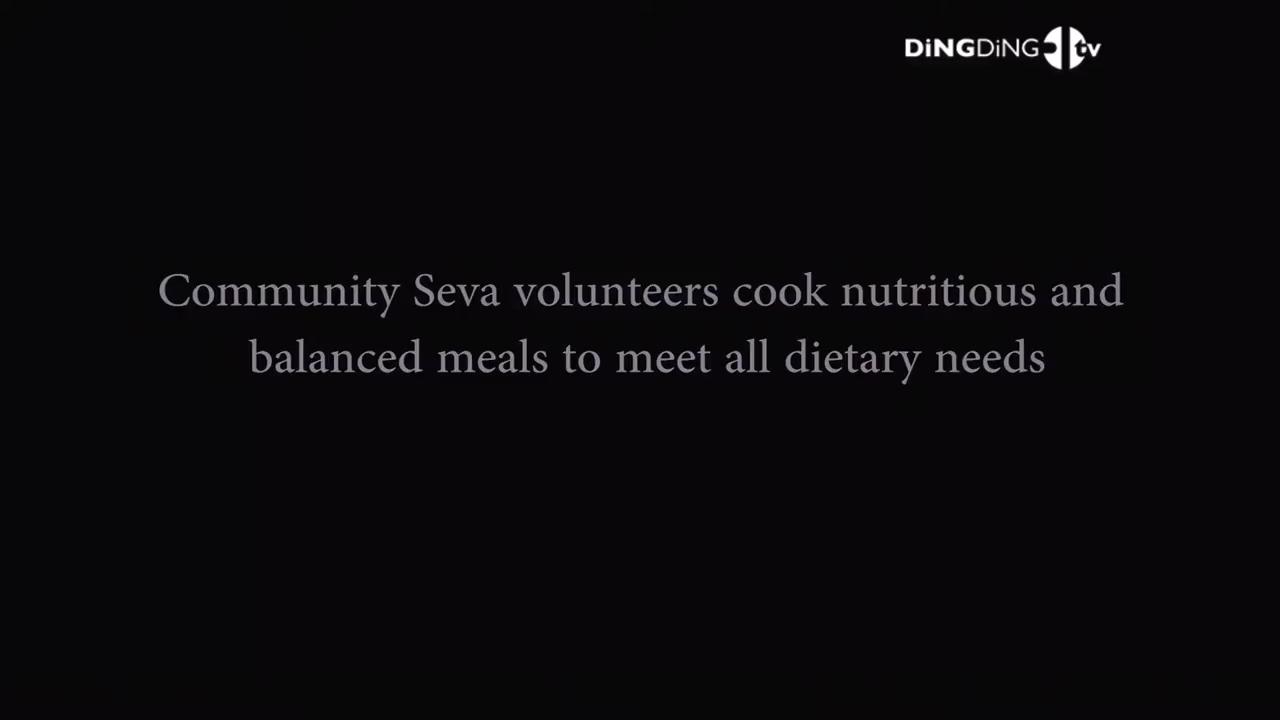 DiNGDiNG tv
Community Seva volunteers cook nutritious and
balanced meals to meet all dietary needs